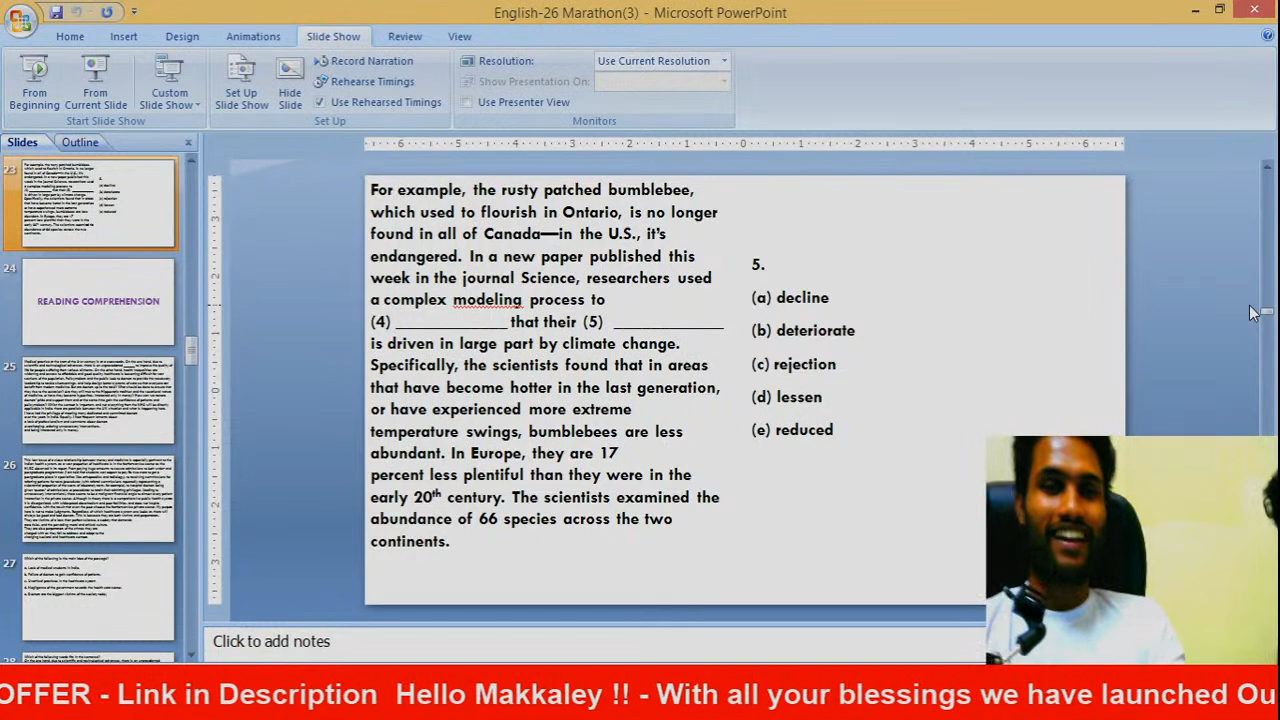 English-26 Marathon(3) - Microsoft PowerPoint
Home Insert Design Animations Slide Show Review View
From Beginning
From Current Slide
Custom Slide Show
Start Slide Show
Set Up Slide Show
Hide Slide
Record Narration
Rehearse Timings
Use Rehearsed Timings
Set Up
Resolution: Use Current Resolution
Show Presentation On:
Use Presenter View
Monitors
Slides Outline
23
24
READING COMPREHENSION
25
26
27
For example, the rusty patched bumblebee,
which used to flourish in Ontario, is no longer
found in all of Canada—in the U.S., it's
endangered. In a new paper published this
week in the journal Science, researchers used
a complex modeling process to
(4) ______________ that their (5) ______________
is driven in large part by climate change.
Specifically, the scientists found that in areas
that have become hotter in the last generation,
or have experienced more extreme
temperature swings, bumblebees are less
abundant. In Europe, they are 17
percent less plentiful than they were in the
early 20th century. The scientists examined the
abundance of 66 species across the two
continents.
5.
(a) decline
(b) deteriorate
(c) rejection
(d) lessen
(e) reduced
Click to add notes
OFFER - Link in Description Hello Makkaley !! - With all your blessings we have launched Ou